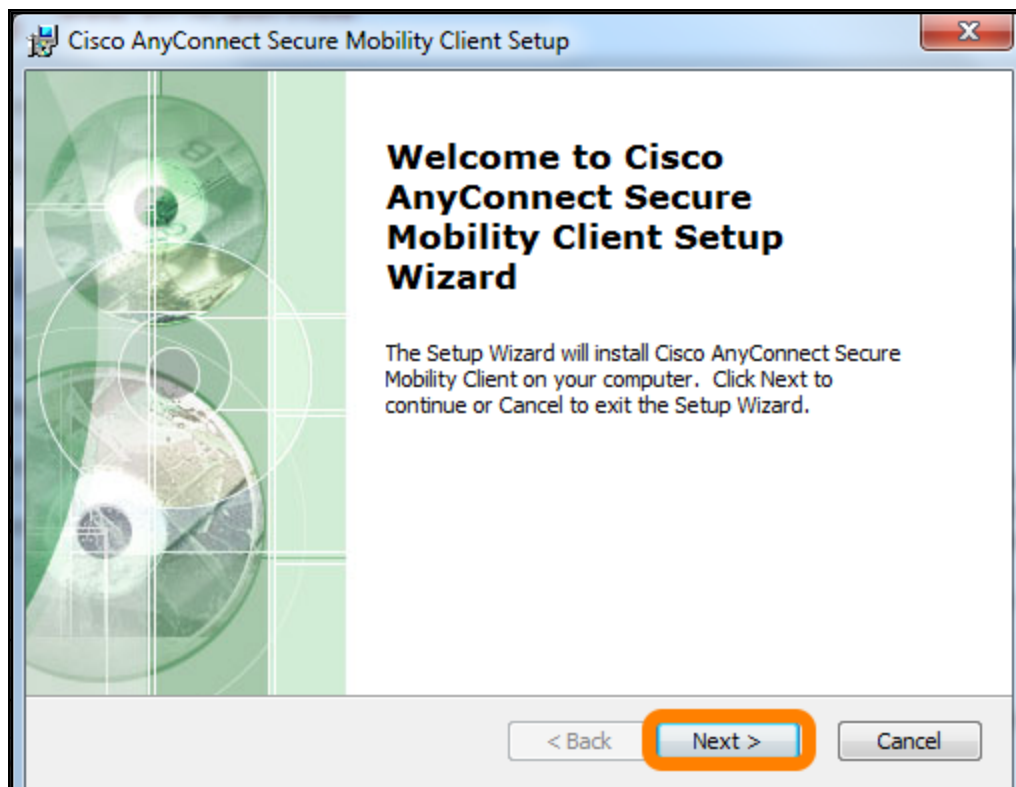 Cisco AnyConnect Secure Mobility Client Setup
Welcome to Cisco
AnyConnect Secure
Mobility Client Setup
Wizard
The Setup Wizard will install Cisco AnyConnect Secure
Mobility Client on your computer.  Click Next to
continue or Cancel to exit the Setup Wizard.
< Back
Next >
Cancel